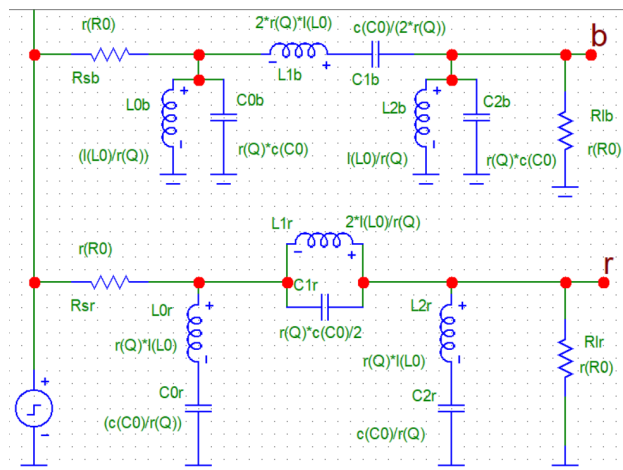 r(R0)
2*r(Q)*l(L0)
c(C0/(2*r(Q))
b
Rsb
L1b
C1b
L0b
C0b
L2b
C2b
Rlb
(l(L0)/r(Q))
r(Q)*c(C0)
l(L0)/r(Q)
r(Q)*c(C0)
r(R0)
r(R0)
L1r
2*l(L0)/r(Q)
r
Rsr
C1r
L0r
L2r
r(Q)*c(C0)/2
r(Q)*l(L0)
r(Q)*l(L0)
Rlr
r(R0)
C0r
C2r
(c(C0/r(Q))
c(C0/r(Q)